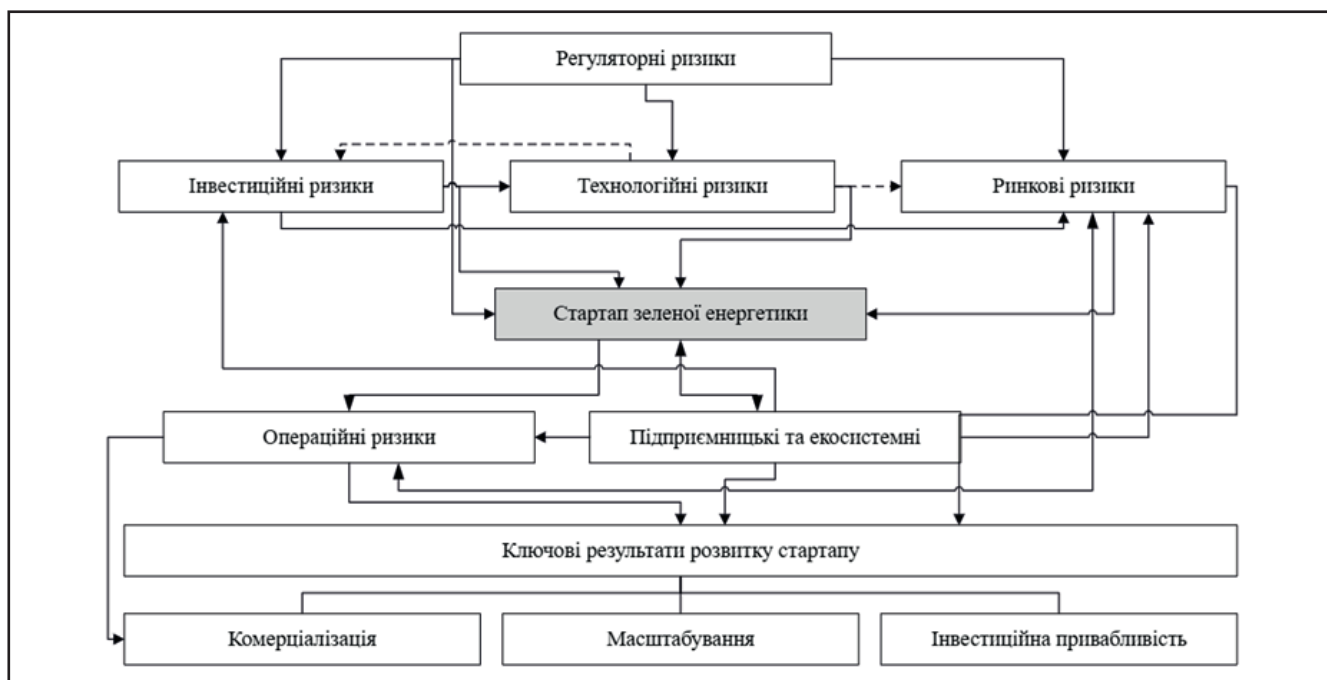 Регуляторні ризики
Інвестиційні ризики
Технологійні ризики
Ринкові ризики
Стартап зеленої енергетики
Операційні ризики
Підприємницькі та екосистемні
Ключові результати розвитку стартапу
Комерціалізація
Масштабування
Інвестиційна привабливість